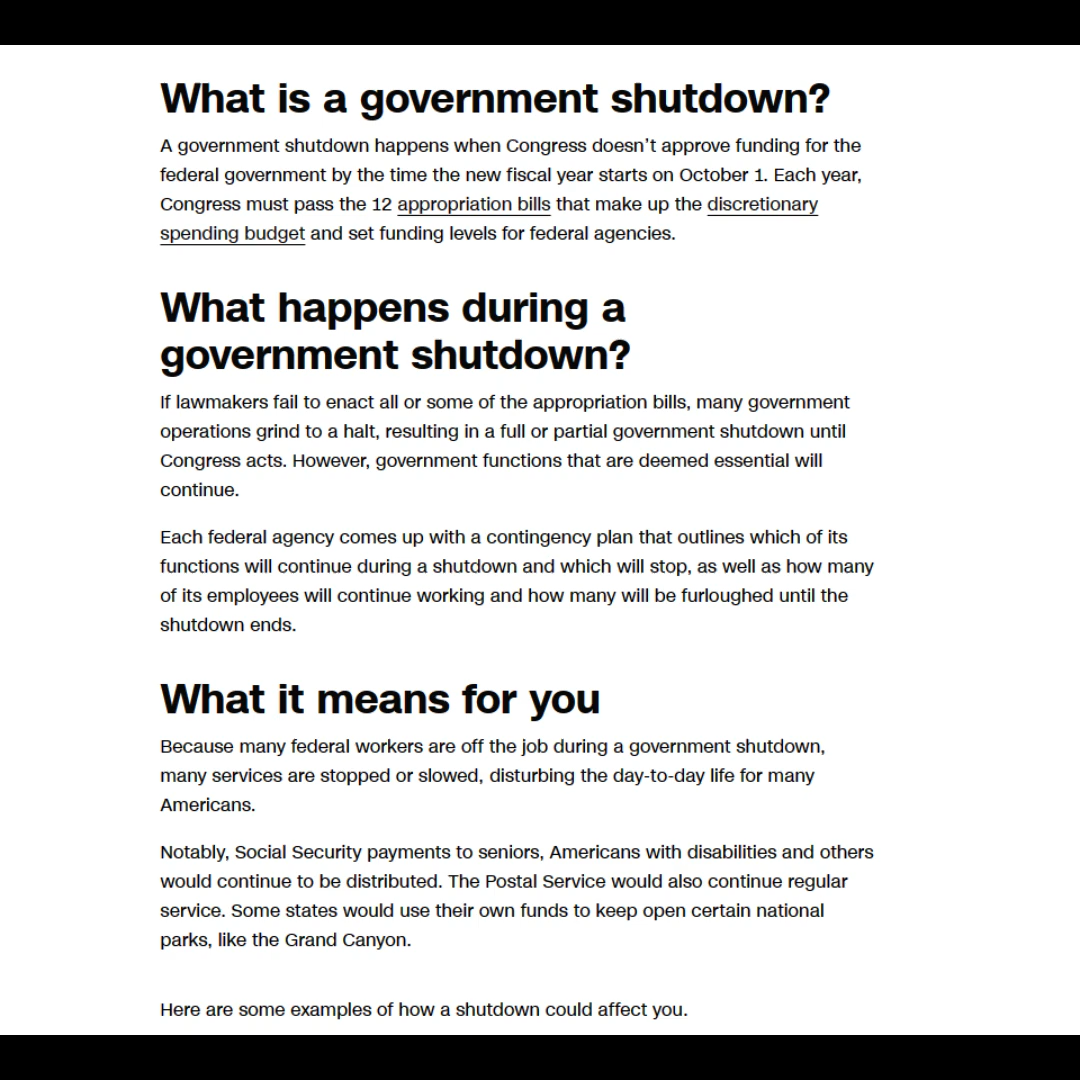 What is a government shutdown?
A government shutdown happens when Congress doesn’t approve funding for the
federal government by the time the new fiscal year starts on October 1. Each year,
Congress must pass the 12 appropriation bills that make up the discretionary
spending budget and set funding levels for federal agencies.
What happens during a
government shutdown?
If lawmakers fail to enact all or some of the appropriation bills, many government
operations grind to a halt, resulting in a full or partial government shutdown until
Congress acts. However, government functions that are deemed essential will
continue.
Each federal agency comes up with a contingency plan that outlines which of its
functions will continue during a shutdown and which will stop, as well as how many
of its employees will continue working and how many will be furloughed until the
shutdown ends.
What it means for you
Because many federal workers are off the job during a government shutdown,
many services are stopped or slowed, disturbing the day-to-day life for many
Americans.
Notably, Social Security payments to seniors, Americans with disabilities and others
would continue to be distributed. The Postal Service would also continue regular
service. Some states would use their own funds to keep open certain national
parks, like the Grand Canyon.
Here are some examples of how a shutdown could affect you.